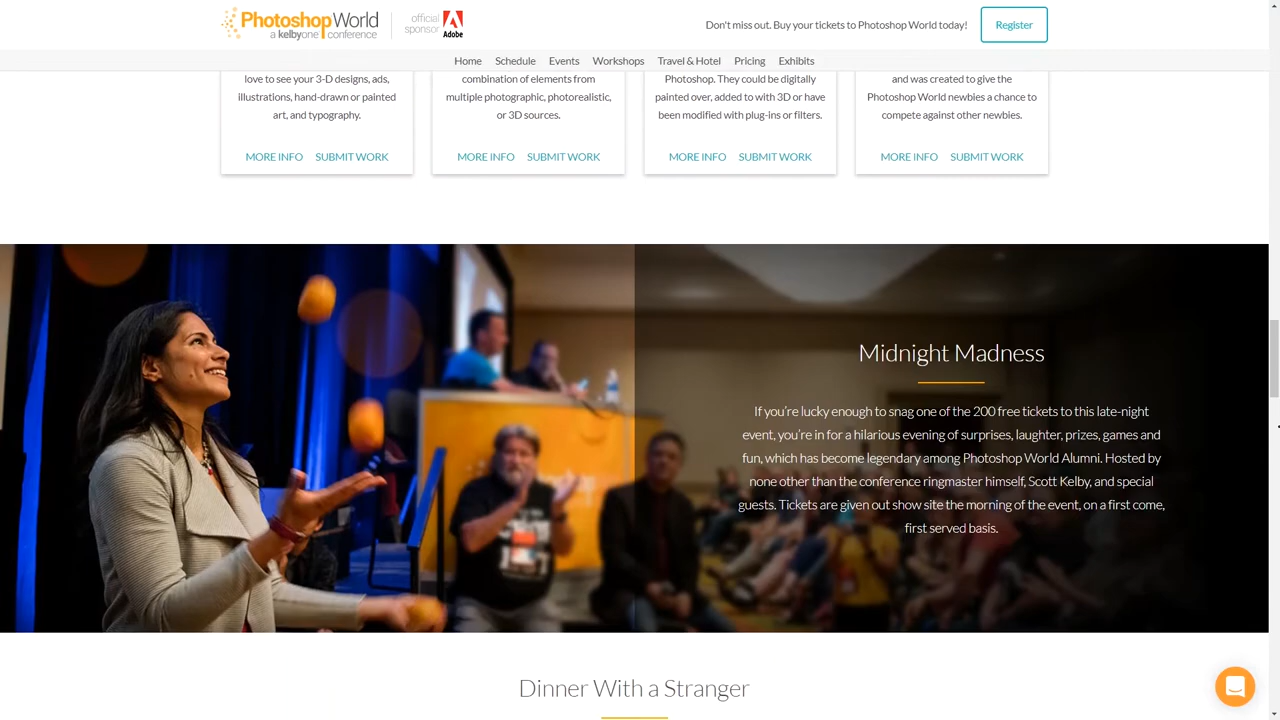 PhotoshopWorld
a kelbyone conference
official
sponsor
Adobe
Don't miss out. Buy your tickets to Photoshop World today!
Register
Home Schedule Events Workshops Travel & Hotel Pricing Exhibits
love to see your 3-D designs, ads,
illustrations, hand-drawn or painted
art, and typography.
MORE INFO SUBMIT WORK
combination of elements from
multiple photographic, photorealistic,
or 3D sources.
MORE INFO SUBMIT WORK
Photoshop. They could be digitally
painted over, added to with 3D or have
been modified with plug-ins or filters.
MORE INFO SUBMIT WORK
and was created to give the
Photoshop World newbies a chance to
compete against other newbies.
MORE INFO SUBMIT WORK
Midnight Madness
If you’re lucky enough to snag one of the 200 free tickets to this late-night
event, you’re in for a hilarious evening of surprises, laughter, prizes, games and
fun, which has become legendary among Photoshop World Alumni. Hosted by
none other than the conference ringmaster himself, Scott Kelby, and special
guests. Tickets are given out show site the morning of the event, on a first come,
first served basis.
Dinner With a Stranger